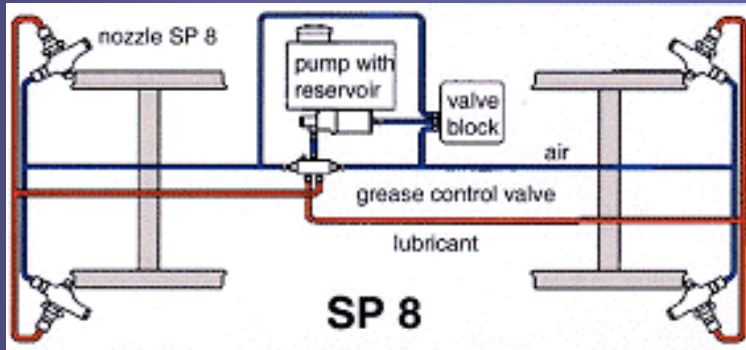 nozzle SP 8
pump with
reservoir
valve
block
air
grease control valve
lubricant
SP 8